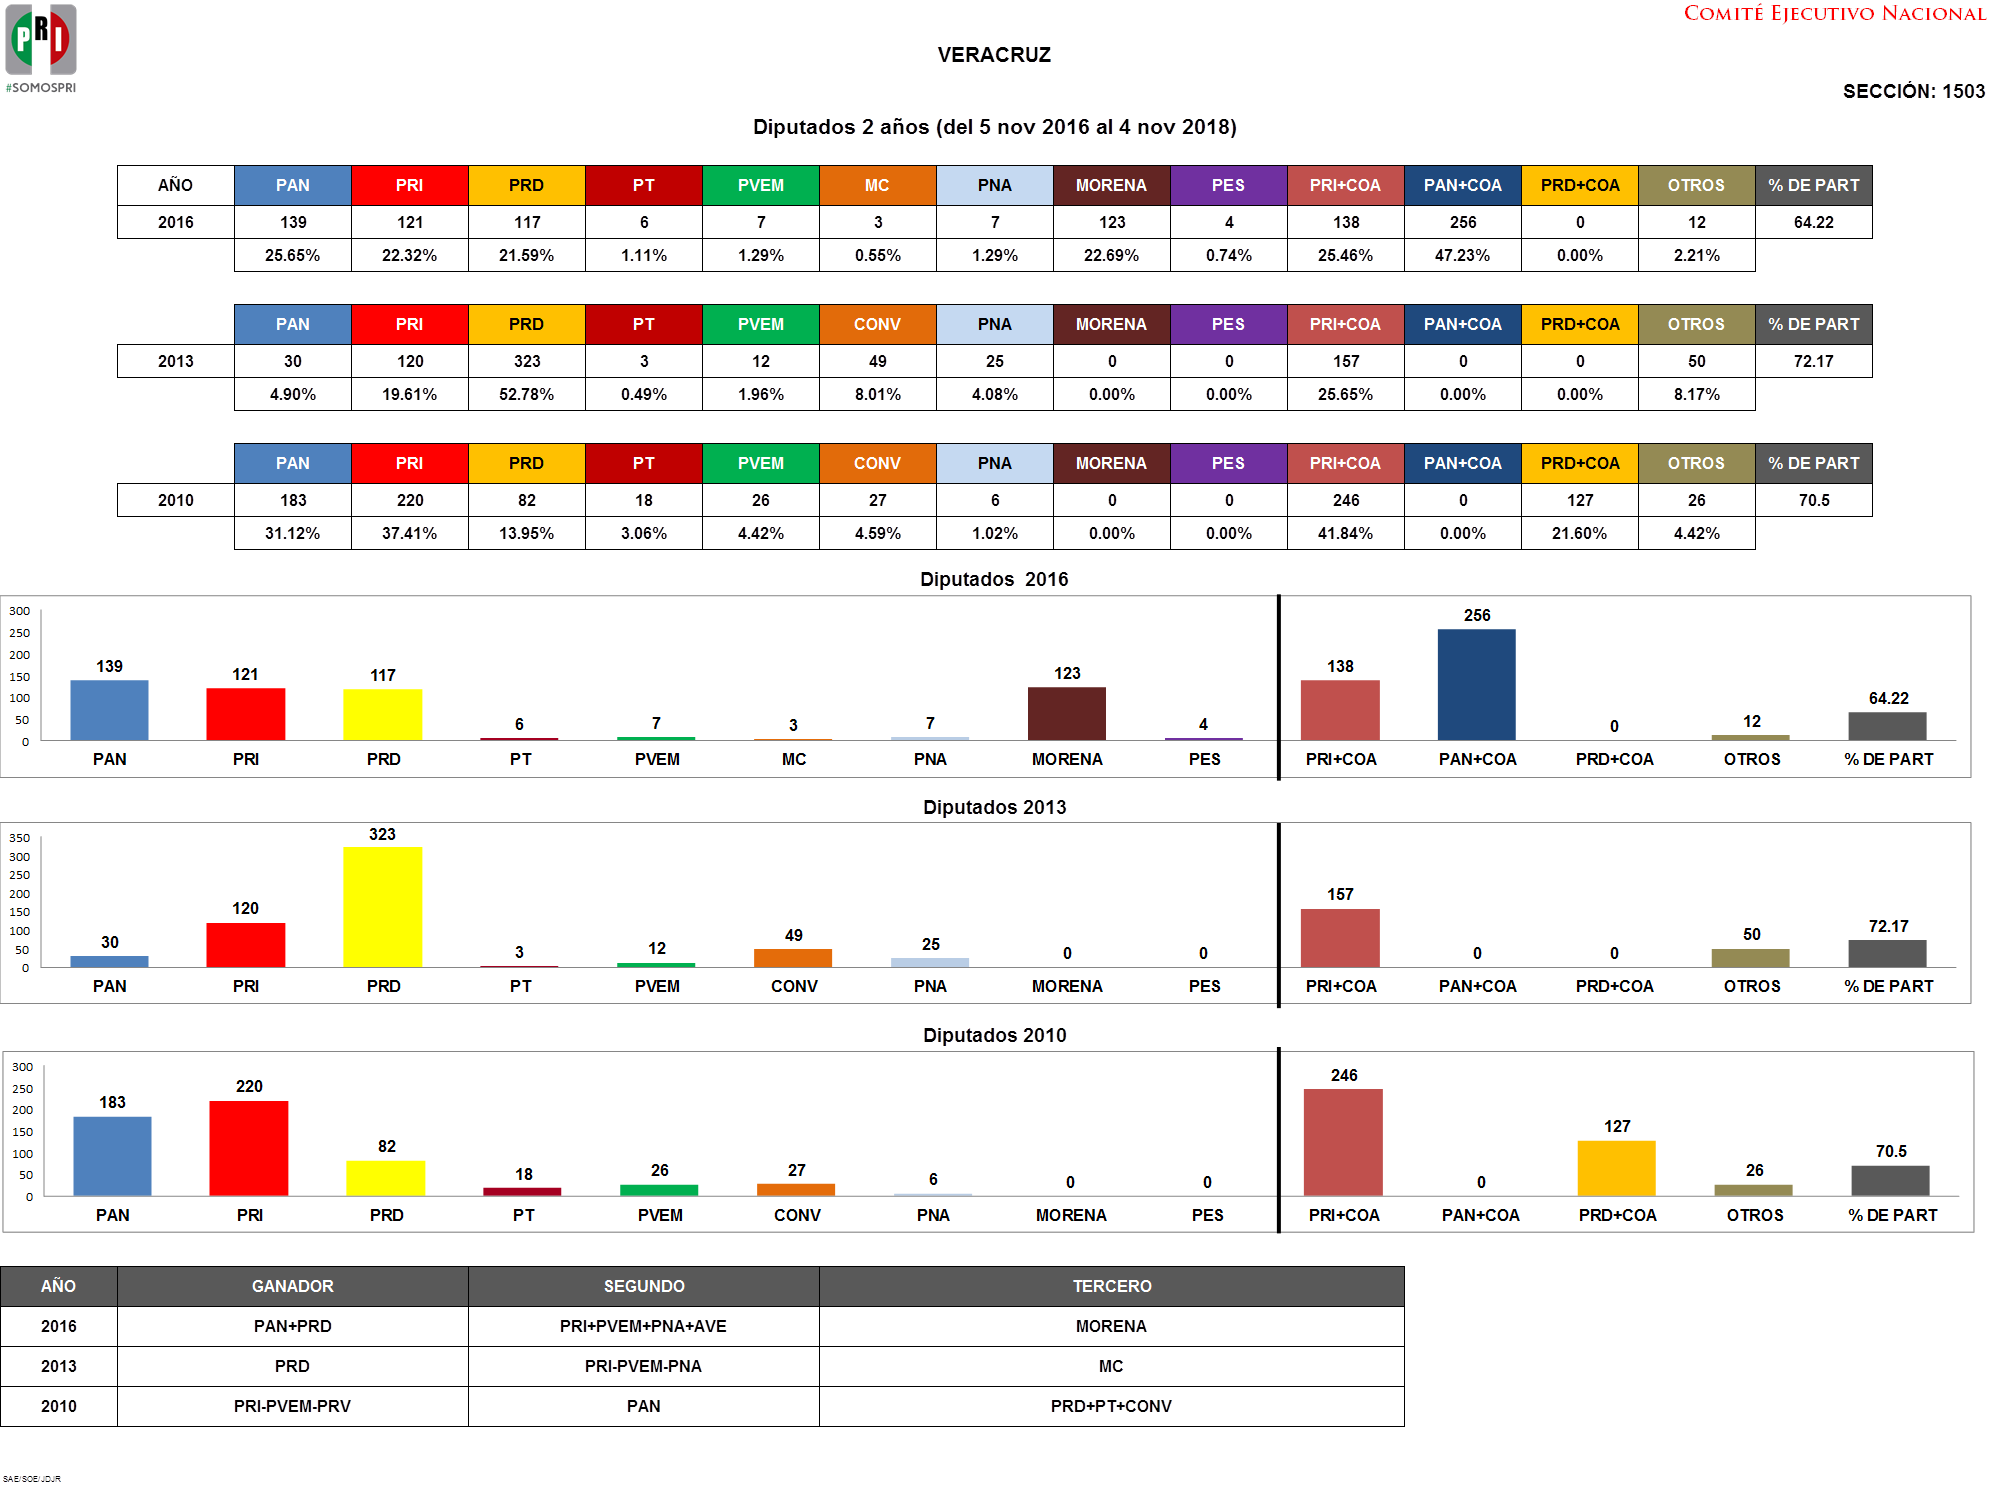 COMITÉ EJECUTIVO NACIONAL
PRI
#SOMOSPRI
VERACRUZ
SECCIÓN: 1503
Diputados 2 años (del 5 nov 2016 al 4 nov 2018)
AÑO PAN PRI PRD PT PVEM MC PNA MORENA PES PRI+COA PAN+COA PRD+COA OTROS % DE PART
2016 139 121 117 6 7 3 7 123 4 138 256 0 12 64.22
25.65% 22.32% 21.59% 1.11% 1.29% 0.55% 1.29% 22.69% 0.74% 25.46% 47.23% 0.00% 2.21%
PAN PRI PRD PT PVEM CONV PNA MORENA PES PRI+COA PAN+COA PRD+COA OTROS % DE PART
2013 30 120 323 3 12 49 25 0 0 157 0 0 50 72.17
4.90% 19.61% 52.78% 0.49% 1.96% 8.01% 4.08% 0.00% 0.00% 25.65% 0.00% 0.00% 8.17%
PAN PRI PRD PT PVEM CONV PNA MORENA PES PRI+COA PAN+COA PRD+COA OTROS % DE PART
2010 183 220 82 18 26 27 6 0 0 246 0 127 26 70.5
31.12% 37.41% 13.95% 3.06% 4.42% 4.59% 1.02% 0.00% 0.00% 41.84% 0.00% 21.60% 4.42%
Diputados 2016
300
250
200
150
100
50
0
139 121 117 6 7 3 7 123 4 138 256 0 12 64.22
PAN PRI PRD PT PVEM MC PNA MORENA PES PRI+COA PAN+COA PRD+COA OTROS % DE PART
Diputados 2013
350
300
250
200
150
100
50
0
30 120 323 3 12 49 25 0 0 157 0 0 50 72.17
PAN PRI PRD PT PVEM CONV PNA MORENA PES PRI+COA PAN+COA PRD+COA OTROS % DE PART
Diputados 2010
300
250
200
150
100
50
0
183 220 82 18 26 27 6 0 0 246 0 127 26 70.5
PAN PRI PRD PT PVEM CONV PNA MORENA PES PRI+COA PAN+COA PRD+COA OTROS % DE PART
AÑO GANADOR SEGUNDO TERCERO
2016 PAN+PRD PRI+PVEM+PNA+AVE MORENA
2013 PRD PRI-PVEM-PNA MC
2010 PRI-PVEM-PRV PAN PRD+PT+CONV
SAE/SOE/JDJR